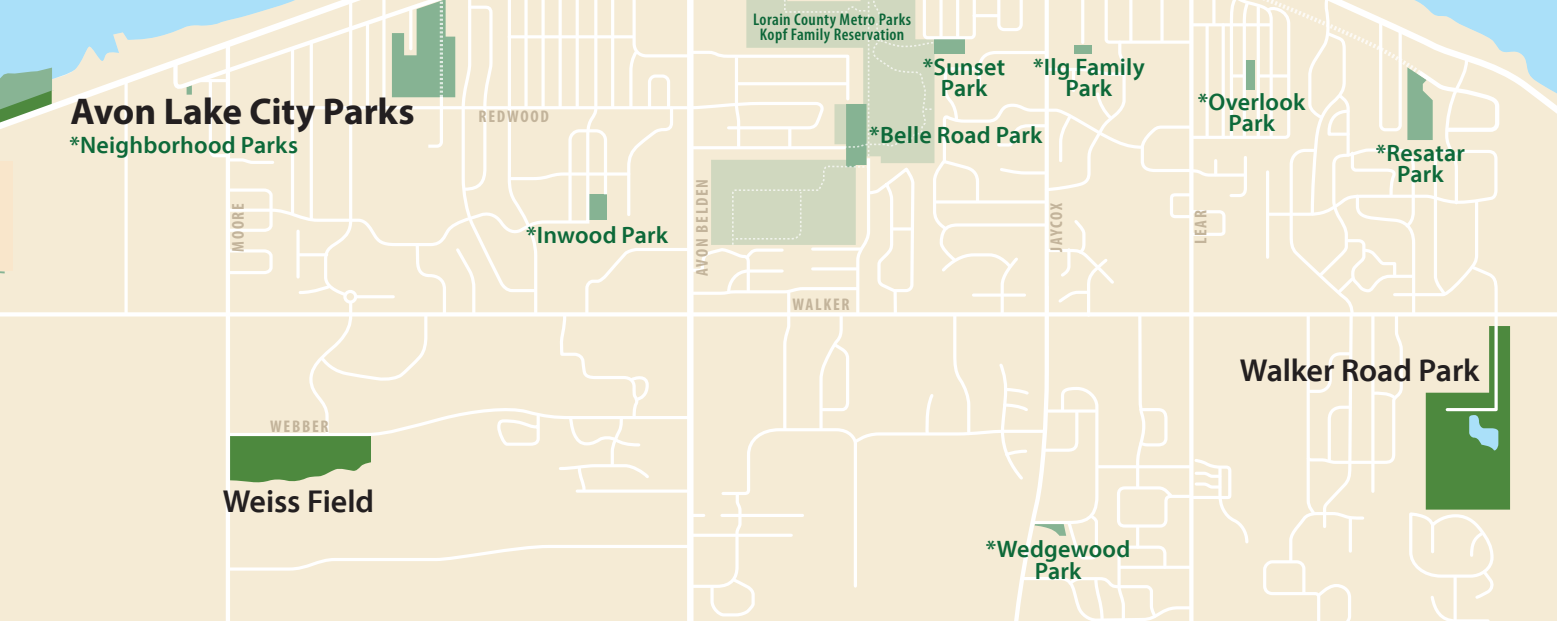 Lorain County Metro Parks
Kopf Family Reservation
*Sunset
Park
*Ilg Family
Park
*Overlook
Park
Avon Lake City Parks
*Neighborhood Parks
REDWOOD
*Belle Road Park
*Resatar
Park
MOORE
*Inwood Park
AVON BELDEN
JAYCOX
LEAR
WALKER
Walker Road Park
WEBBER
Weiss Field
*Wedgewood
Park